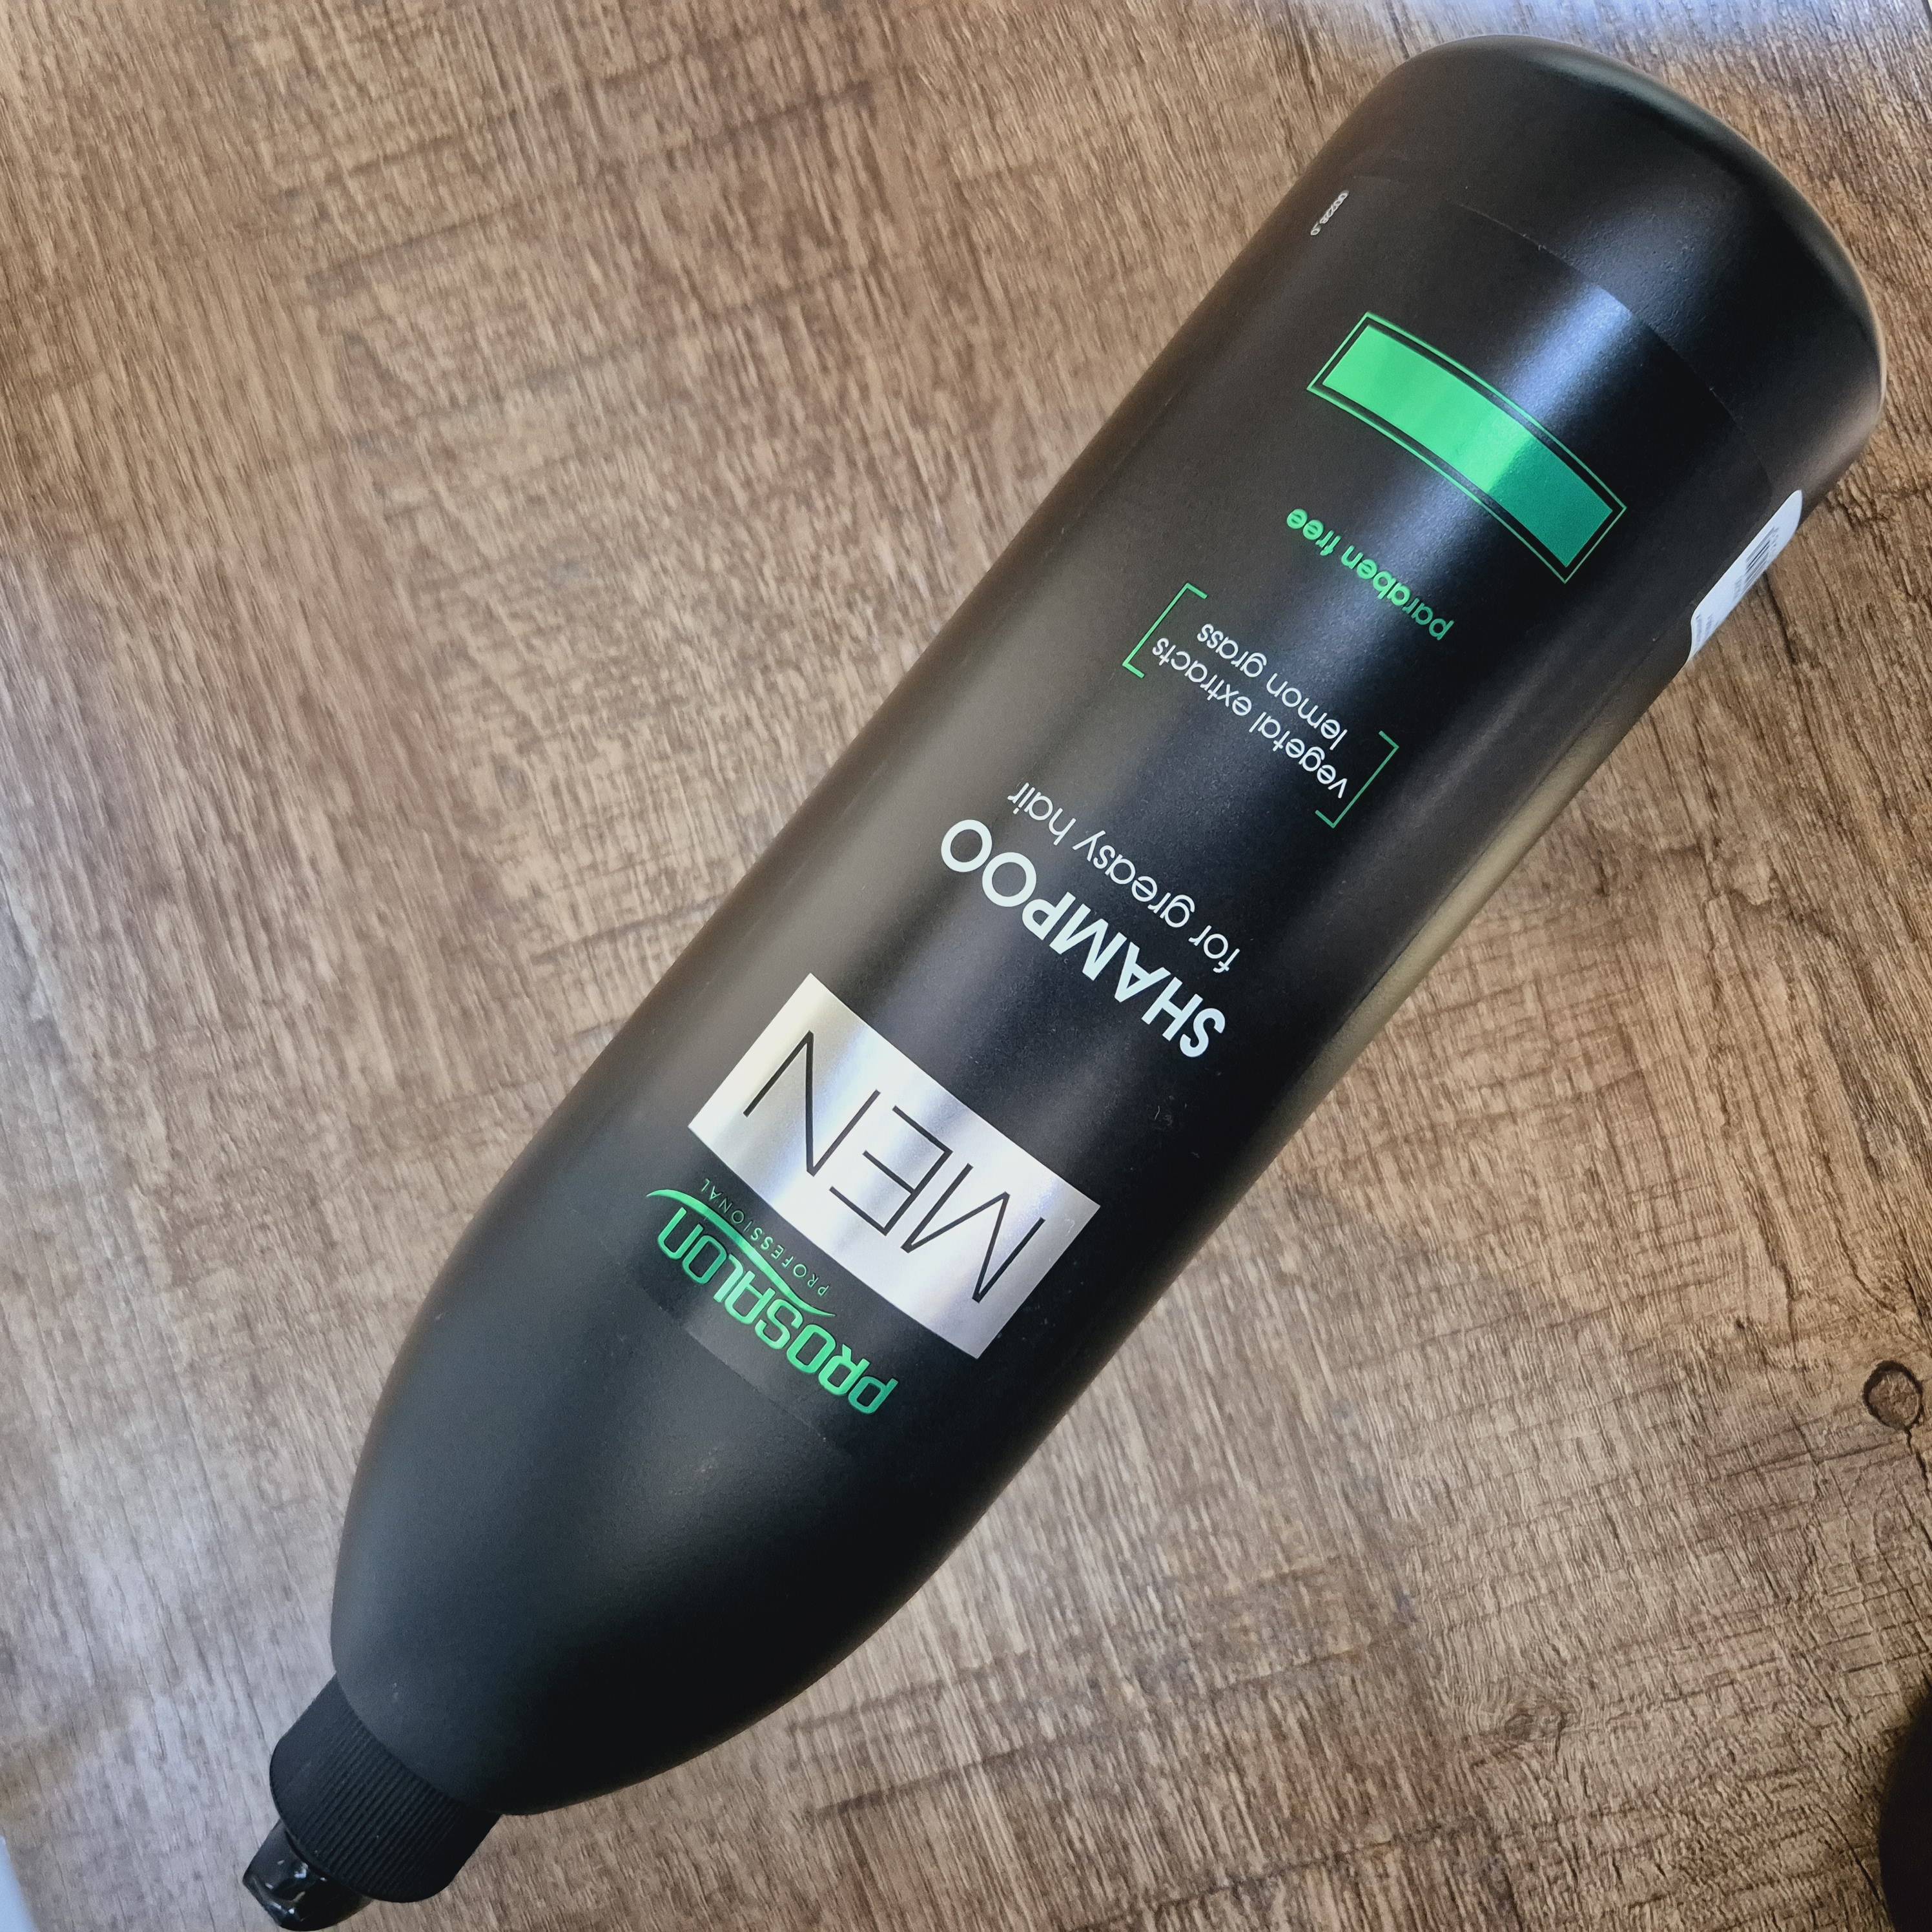 PROSALON
PROFESSIONAL
MEN
SHAMPOO
for greasy hair
vegetal extracts
lemon grass
paraben free